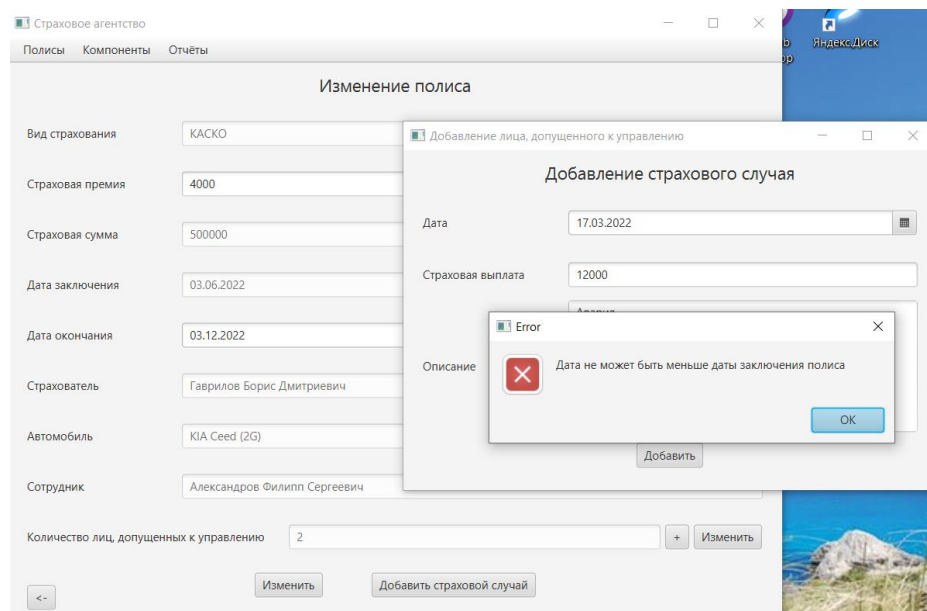 Страховое агентство
Яндекс.Диск
Полисы Компоненты Отчёты
Изменение полиса
Вид страхования КАСКО
Страховая премия 4000
Страховая сумма 500000
Дата заключения 03.06.2022
Дата окончания 03.12.2022
Страхователь Гаврилов Борис Дмитриевич
Автомобиль KIA Ceed (2G)
Сотрудник Александров Филипп Сергеевич
Количество лиц, допущенных к управлению 2 + Изменить
<- Изменить Добавить страховой случай
Добавление лица, допущенного к управлению
Добавление страхового случая
Дата 17.03.2022
Страховая выплата 12000
Описание
Добавить
Error
Дата не может быть меньше даты заключения полиса
OK